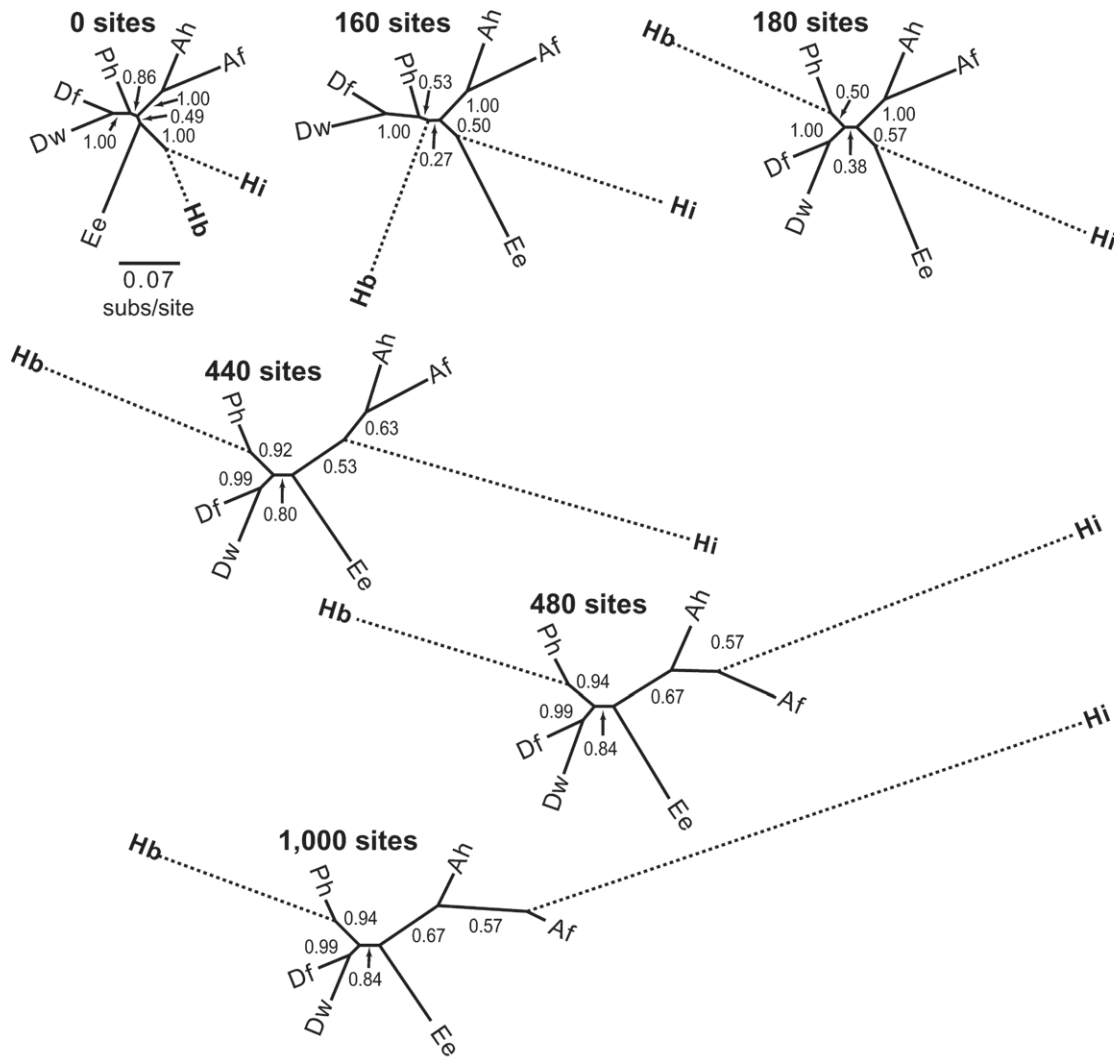 0 sites
Ph
Ah
Af
0.86
Df
1.00
0.49
Dw
1.00
1.00
Hi
Hb
Ee
0.07
subs/site
160 sites
Ph
Ah
Af
0.53
Df
Dw
1.00
1.00
0.50
0.27
Hi
Ee
Hb
180 sites
Hb
Ph
Ah
Af
0.50
1.00
1.00
0.57
Df
0.38
Dw
Hi
Ee
440 sites
Hb
Ah
Af
Ph
0.63
0.92
0.53
0.99
Df
0.80
Dw
Ee
Hi
480 sites
Hb
Ph
Ah
0.57
Hi
0.94
0.67
Af
0.99
Df
0.84
Dw
Ee
1,000 sites
Hb
Ph
Ah
Hi
0.94
0.67
0.57
Af
0.99
Df
0.84
Dw
Ee